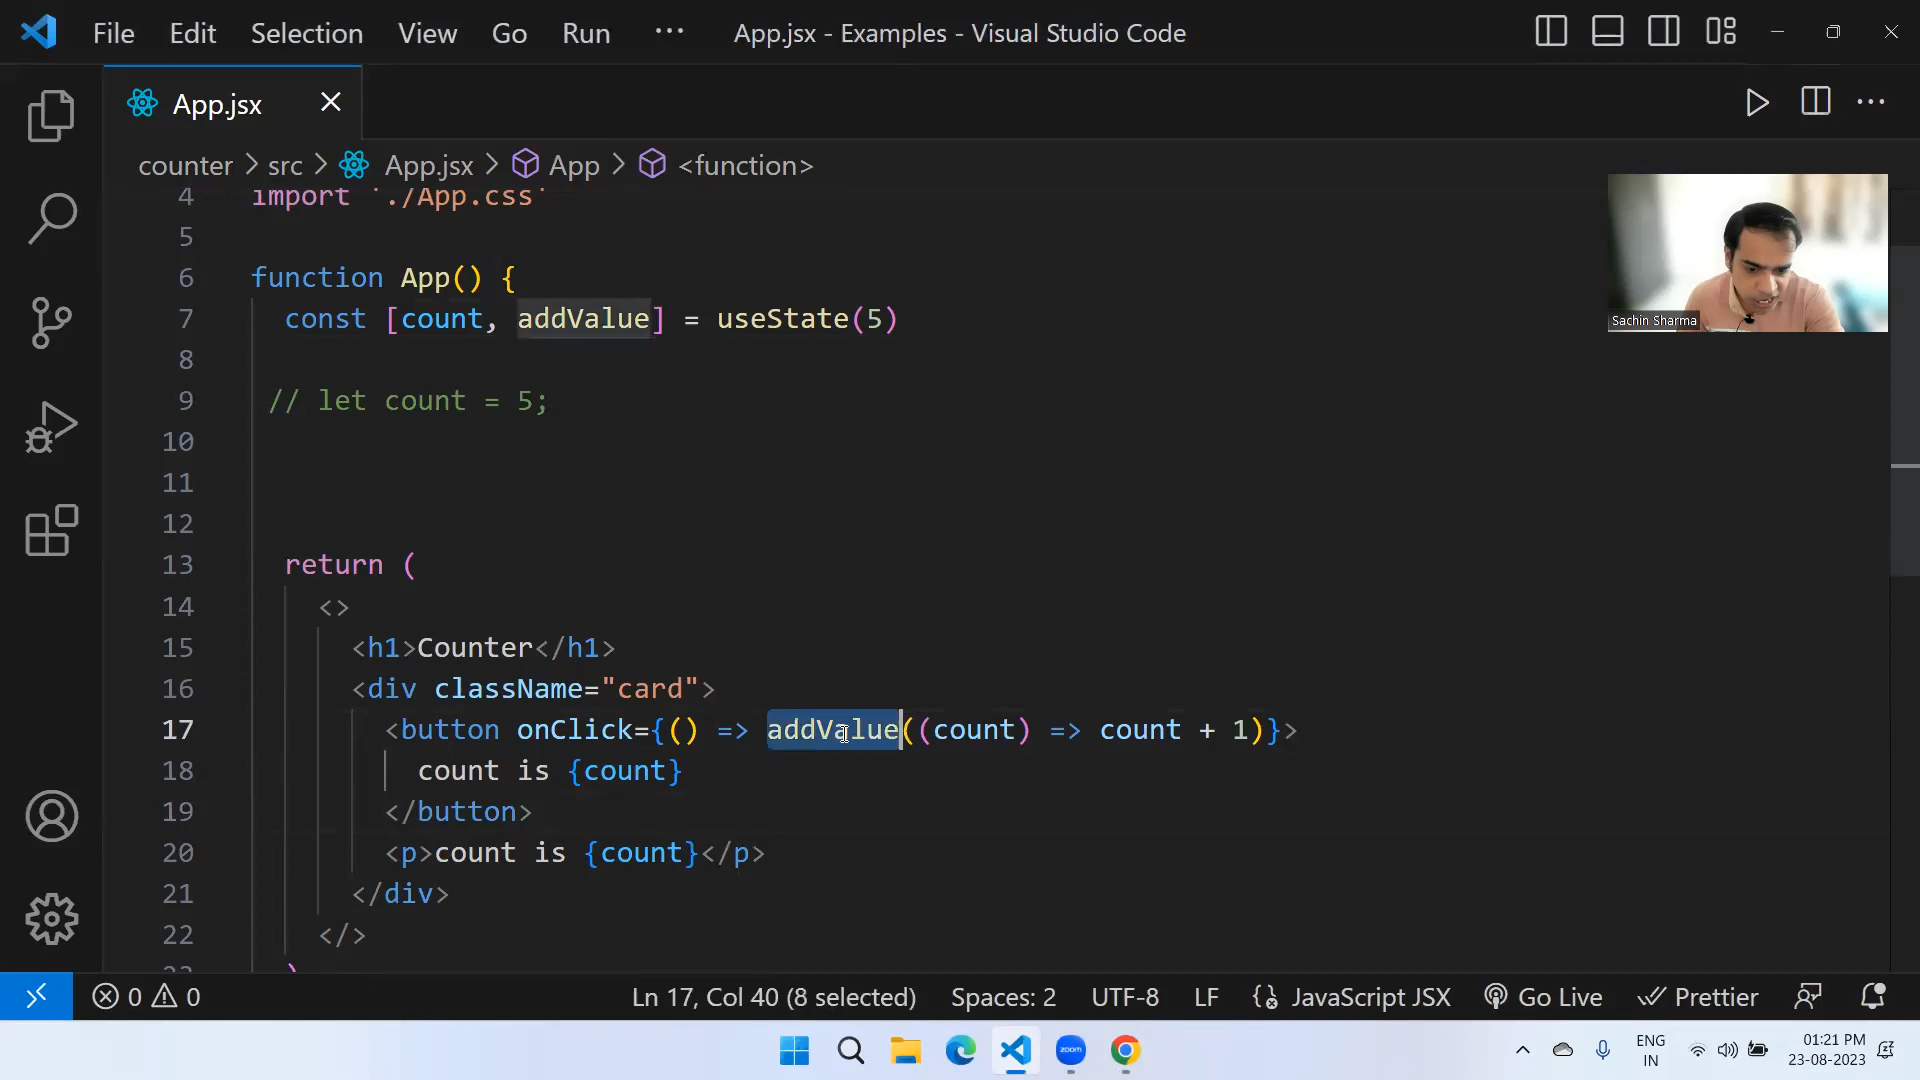 File Edit Selection View Go Run ··· App.jsx - Examples - Visual Studio Code
App.jsx
counter > src > App.jsx > App > <function>
4 import './App.css'
5
6 function App() {
7 const [count, addValue] = useState(5)
8
9 // let count = 5;
10
11
12
13 return (
14 <>
15 <h1>Counter</h1>
16 <div className="card">
17 <button onClick={() => addValue((count) => count + 1)}>
18 count is {count}
19 </button>
20 <p>count is {count}</p>
21 </div>
22 </>
23 )
Sachin Sharma
0 0 Ln 17, Col 40 (8 selected) Spaces: 2 UTF-8 LF JavaScript JSX Go Live Prettier
zoom
ENG
IN
01:21 PM
23-08-2023